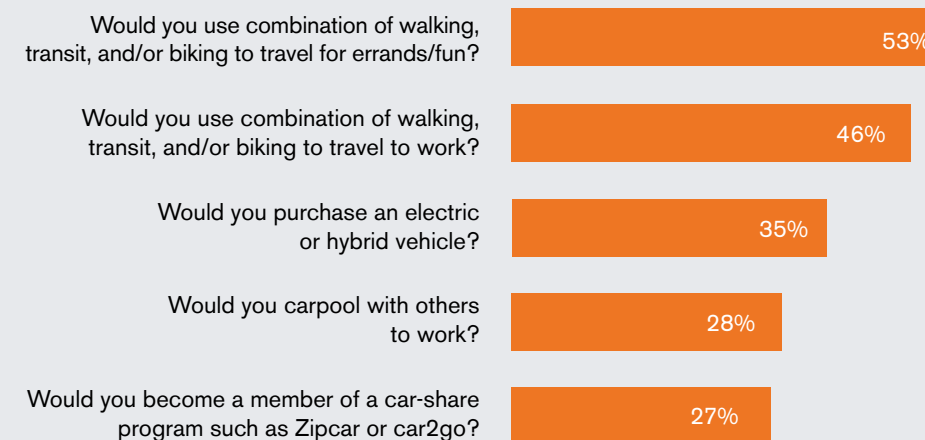 Would you use combination of walking,
transit, and/or biking to travel for errands/fun?
53%
Would you use combination of walking,
transit, and/or biking to travel to work?
46%
Would you purchase an electric
or hybrid vehicle?
35%
Would you carpool with others
to work?
28%
Would you become a member of a car-share
program such as Zipcar or car2go?
27%